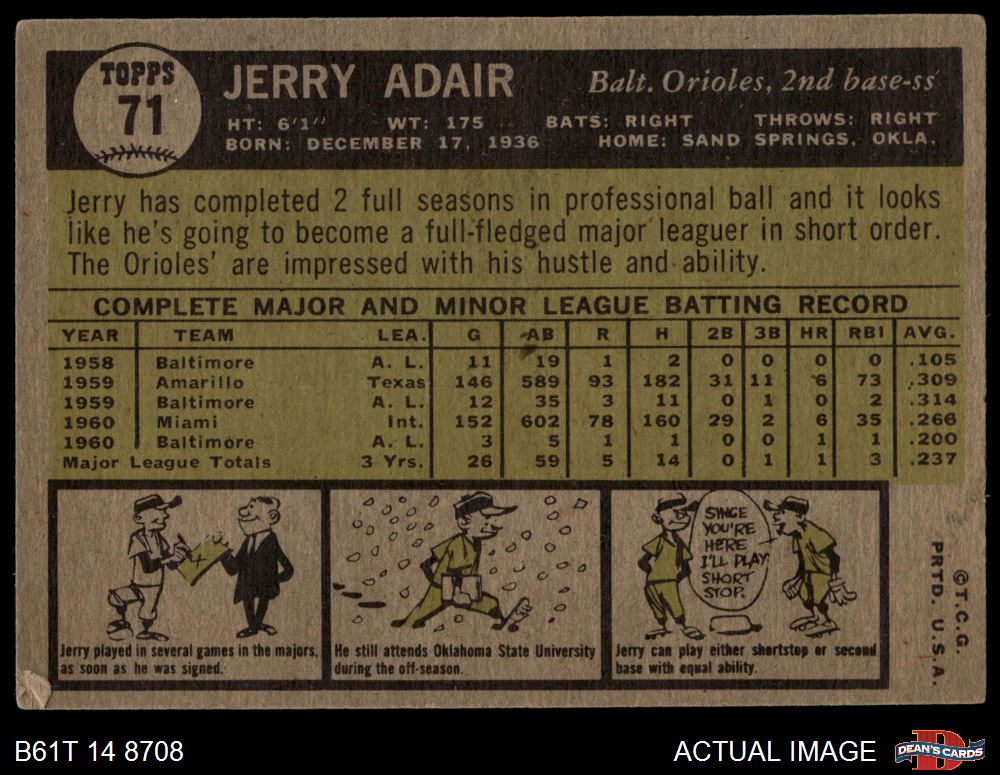 TOPPS
71
JERRY ADAIR
Balt. Orioles, 2nd base-ss
HT: 6'1" WT: 175 BATS: RIGHT THROWS: RIGHT
BORN: DECEMBER 17, 1936 HOME: SAND SPRINGS, OKLA.
Jerry has completed 2 full seasons in professional ball and it looks
like he's going to become a full-fledged major leaguer in short order.
The Orioles' are impressed with his hustle and ability.
COMPLETE MAJOR AND MINOR LEAGUE BATTING RECORD
YEAR TEAM LEA. G AB R H 2B 3B HR RBI AVG.
1958 Baltimore A. L. 11 19 1 2 0 0 0 0 .105
1959 Amarillo Texas 146 589 93 182 31 11 6 73 .309
1959 Baltimore A. L. 12 35 3 11 0 1 0 2 .314
1960 Miami Int. 152 602 78 160 29 2 6 35 .266
1960 Baltimore A. L. 3 5 1 1 0 0 1 1 .200
Major League Totals 3 Yrs. 26 59 5 14 0 1 1 3 .237
X
Jerry played in several games in the majors,
as soon as he was signed.
He still attends Oklahoma State University
during the off-season.
SINCE
YOU'RE
HERE
I'LL PLAY
SHORT
STOP.
Jerry can play either shortstop or second
base with equal ability.
©T.C.G.
PRTD. U.S.A.
B61T 14 8708
ACTUAL IMAGE
D
DEAN'S CARDS